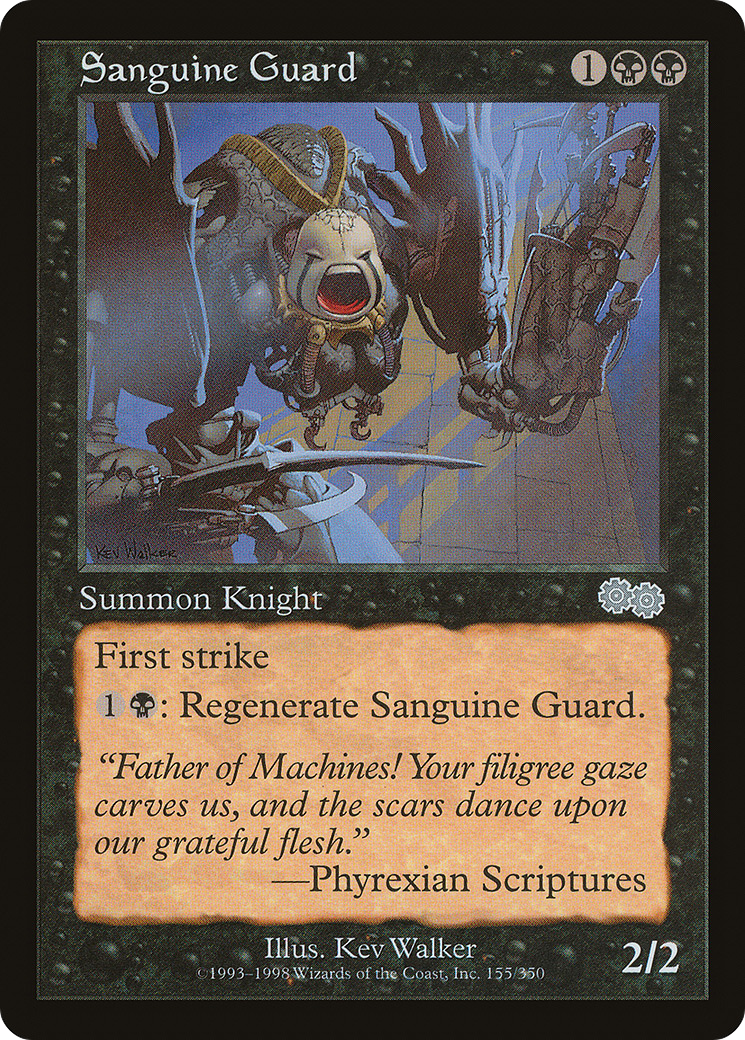 Sanguine Guard 1
KEV WALKER
Summon Knight
First strike
1 : Regenerate Sanguine Guard.
“Father of Machines! Your filigree gaze
carves us, and the scars dance upon
our grateful flesh.”
—Phyrexian Scriptures
Illus. Kev Walker
©1993–1998 Wizards of the Coast, Inc. 155/350
2/2